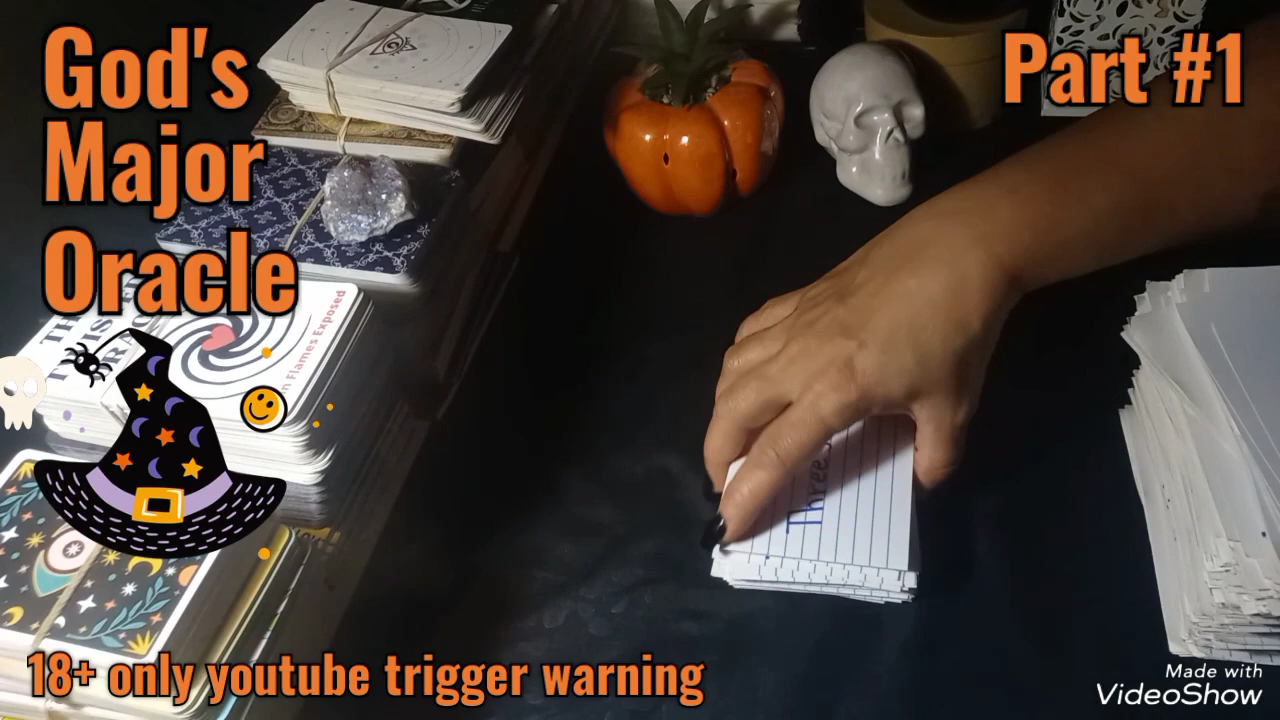 God's
Major
Oracle
Part #1
n Flames Exposed
Three
18+ only youtube trigger warning
Made with
VideoShow